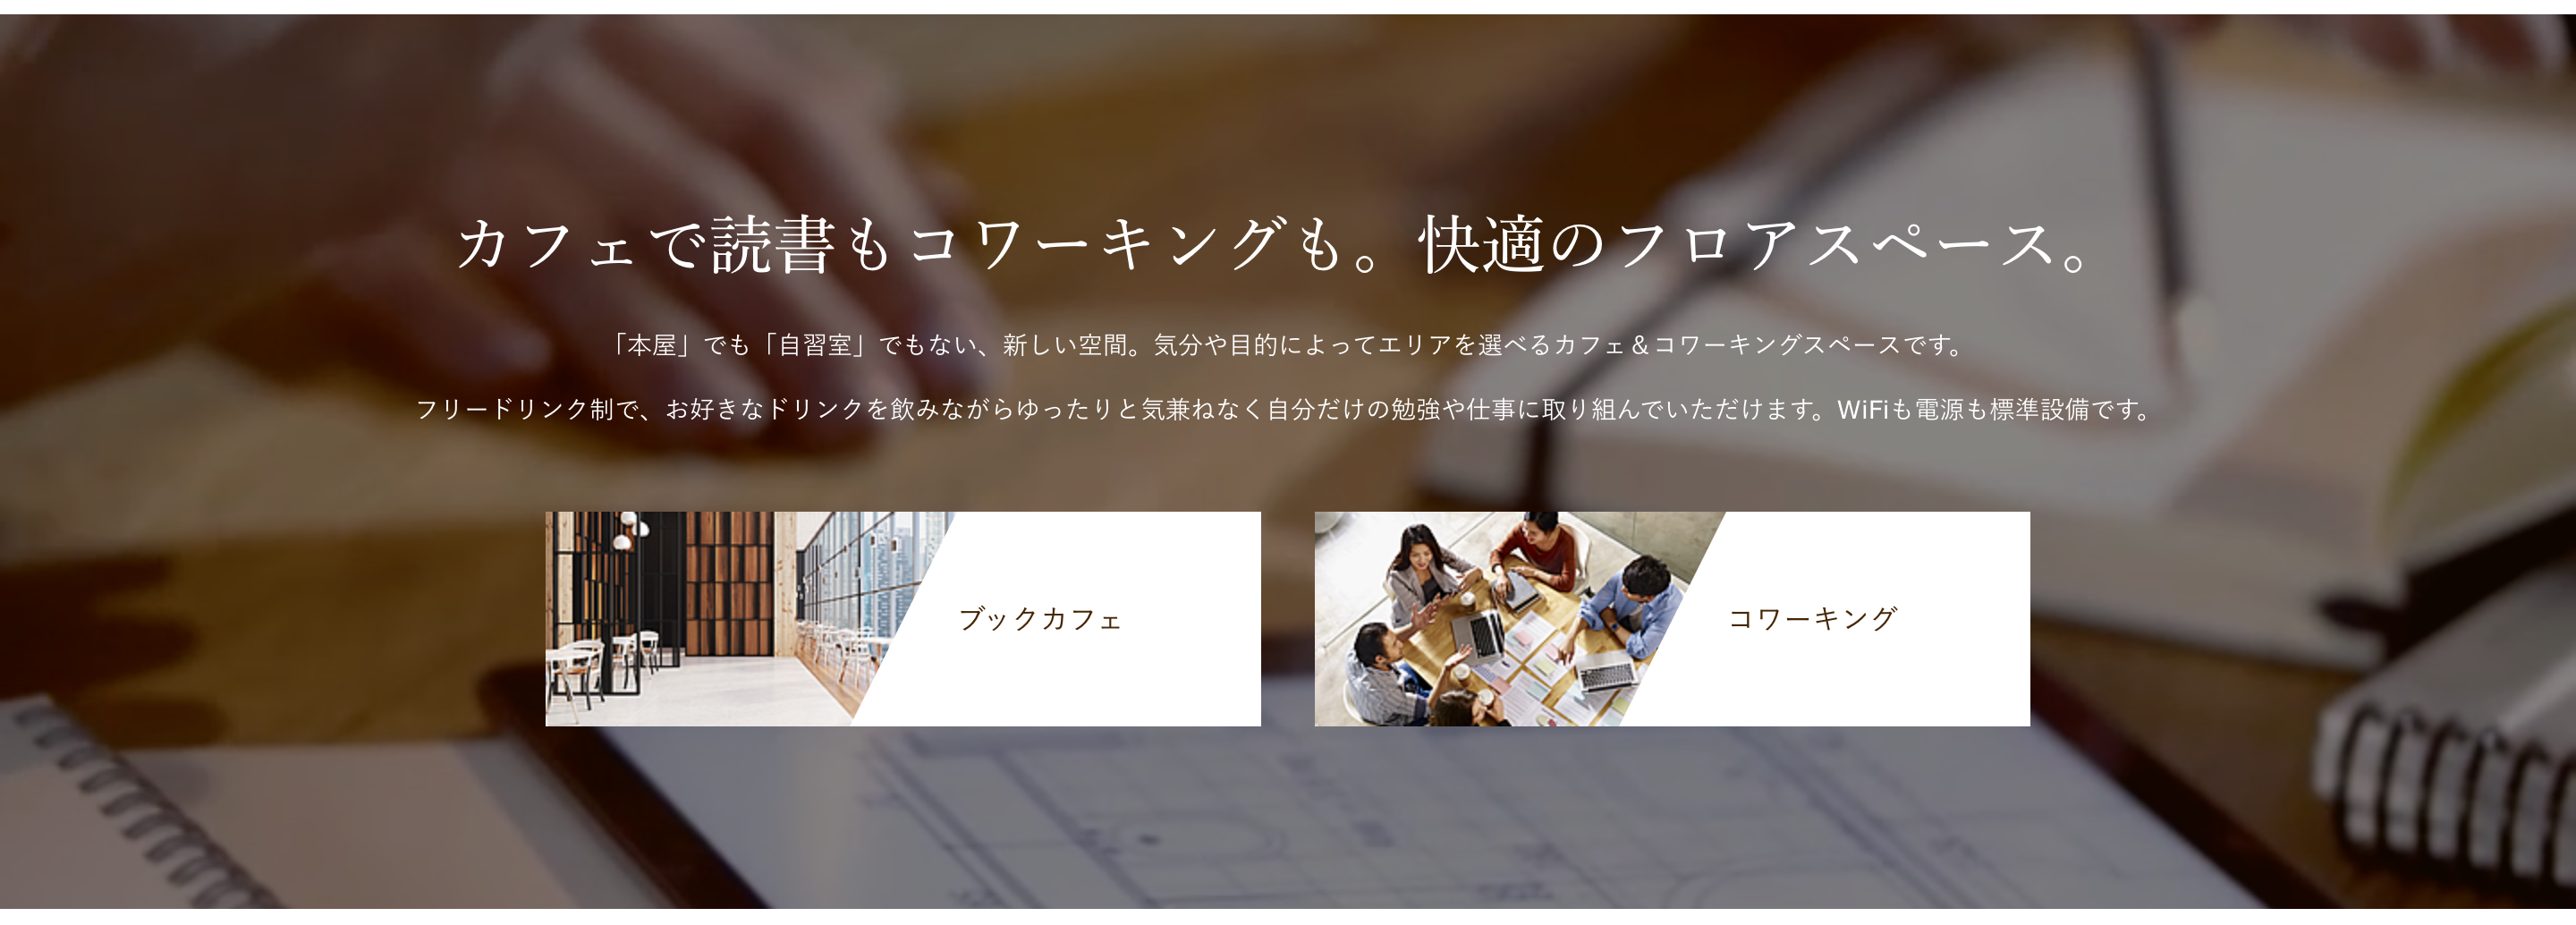 カフェで読書もコワーキングも。快適のフロアスペース。
「本屋」でも「自習室」でもない、新しい空間。気分や目的によってエリアを選べるカフェ＆コワーキングスペースです。
フリードリンク制で、お好きなドリンクを飲みながらゆったりと気兼ねなく自分だけの勉強や仕事に取り組んでいただけます。WiFiも電源も標準設備です。
ブックカフェ
コワーキング